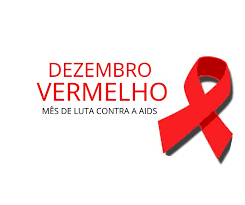 DEZEMBRO
VERMELHO
MÊS DE LUTA CONTRA A AIDS